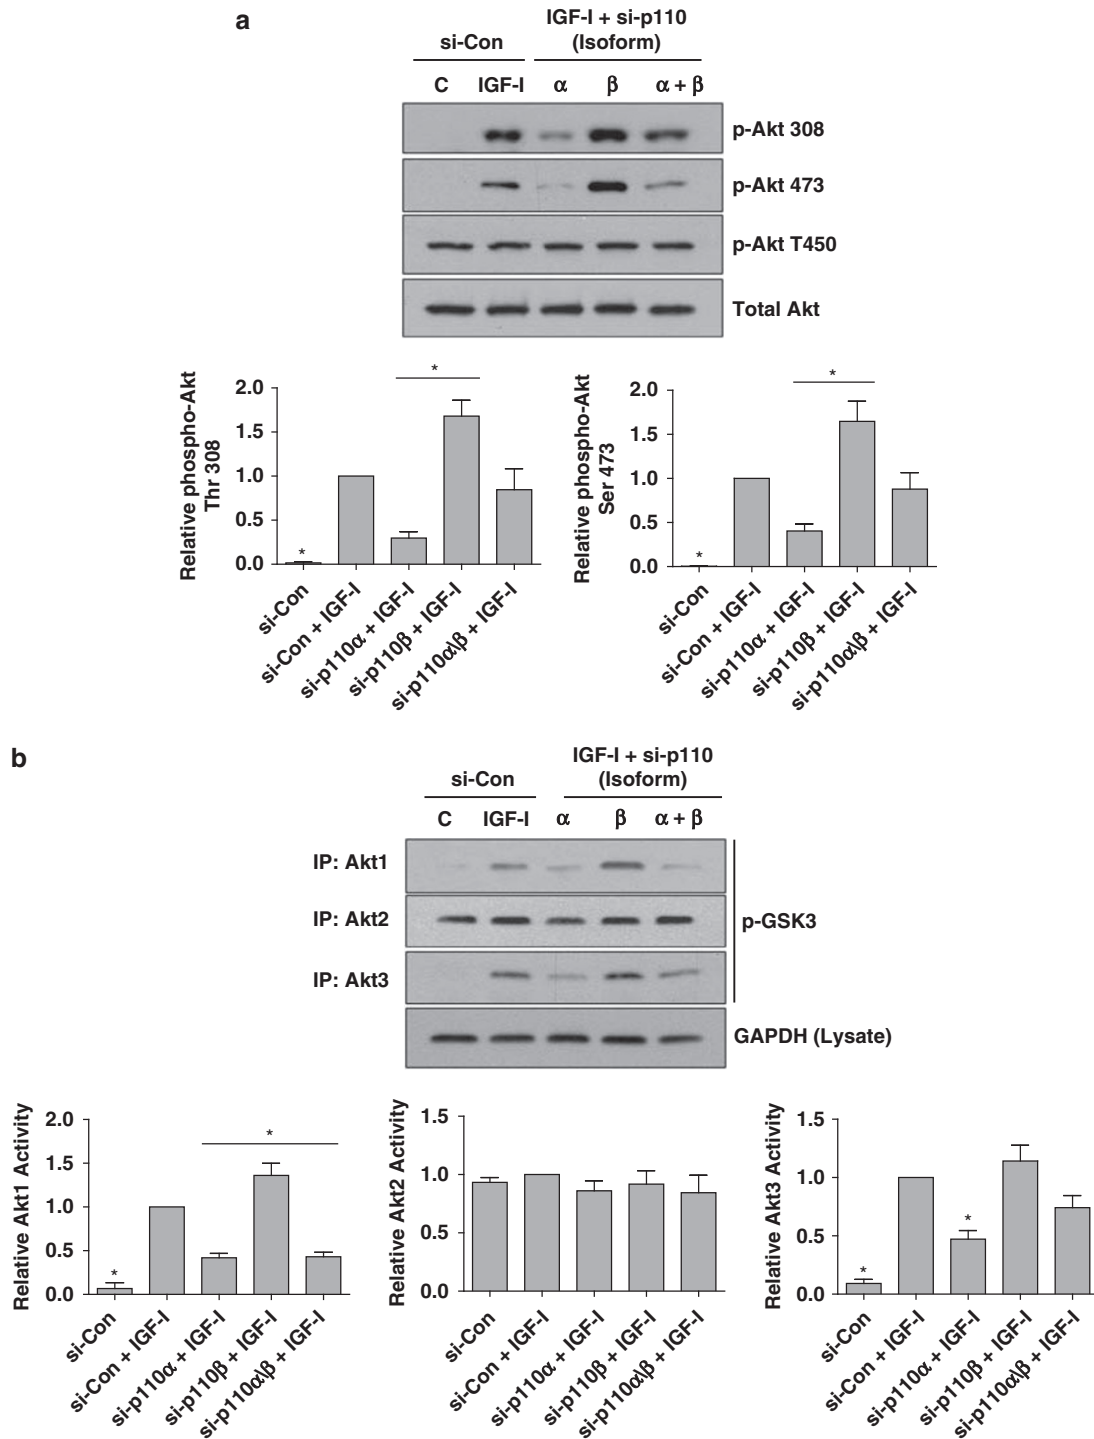 a
si-Con
IGF-I + si-p110
(Isoform)
C IGF-I α β α + β
p-Akt 308
p-Akt 473
p-Akt T450
Total Akt
Relative phospho-Akt
Thr 308
2.0
1.5
1.0
0.5
0.0
*
*
si-Con
si-Con + IGF-I
si-p110α + IGF-I
si-p110β + IGF-I
si-p110α\β + IGF-I
Relative phospho-Akt
Ser 473
2.0
1.5
1.0
0.5
0.0
*
*
si-Con
si-Con + IGF-I
si-p110α + IGF-I
si-p110β + IGF-I
si-p110α\β + IGF-I
b
si-Con
IGF-I + si-p110
(Isoform)
C IGF-I α β α + β
IP: Akt1
IP: Akt2
IP: Akt3
p-GSK3
GAPDH (Lysate)
Relative Akt1 Activity
2.0
1.5
1.0
0.5
0.0
*
*
si-Con
si-Con + IGF-I
si-p110α + IGF-I
si-p110β + IGF-I
si-p110α\β + IGF-I
Relative Akt2 Activity
1.5
1.0
0.5
0.0
si-Con
si-Con + IGF-I
si-p110α + IGF-I
si-p110β + IGF-I
si-p110α\β + IGF-I
Relative Akt3 Activity
1.5
1.0
0.5
0.0
*
*
si-Con
si-Con + IGF-I
si-p110α + IGF-I
si-p110β + IGF-I
si-p110α\β + IGF-I